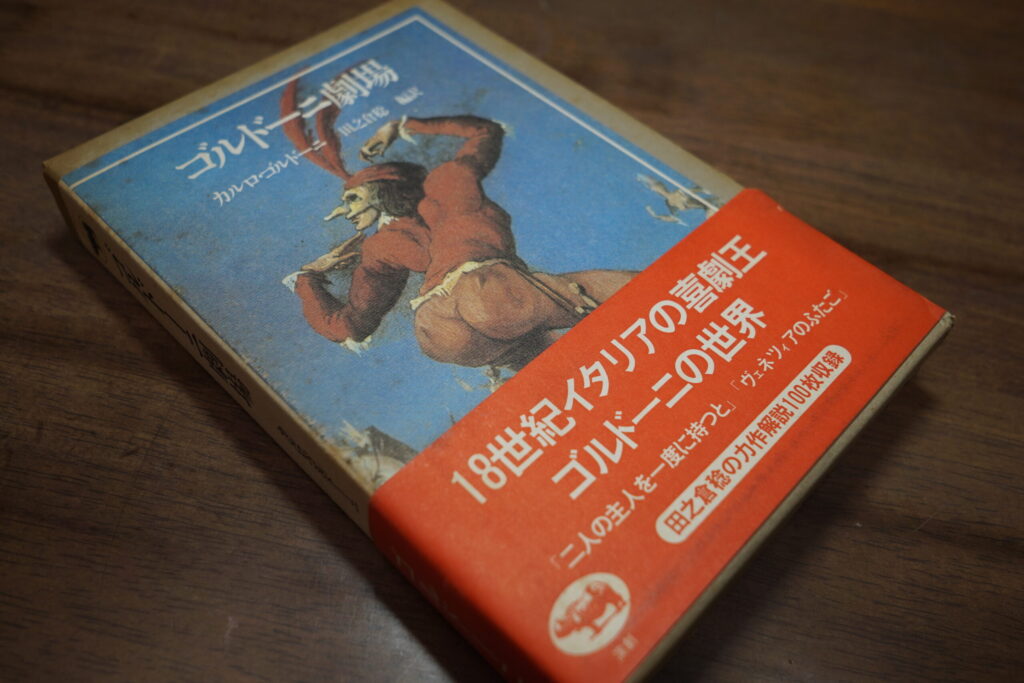 ゴルドーニ劇場
カルロ・ゴルドーニ 田之倉稔 編訳
18世紀イタリアの喜劇王
ゴルドーニの世界
「二人の主人を一度に持つと」「ヴェネツィアのふたご」
田之倉稔の力作解説100枚収録
演劇